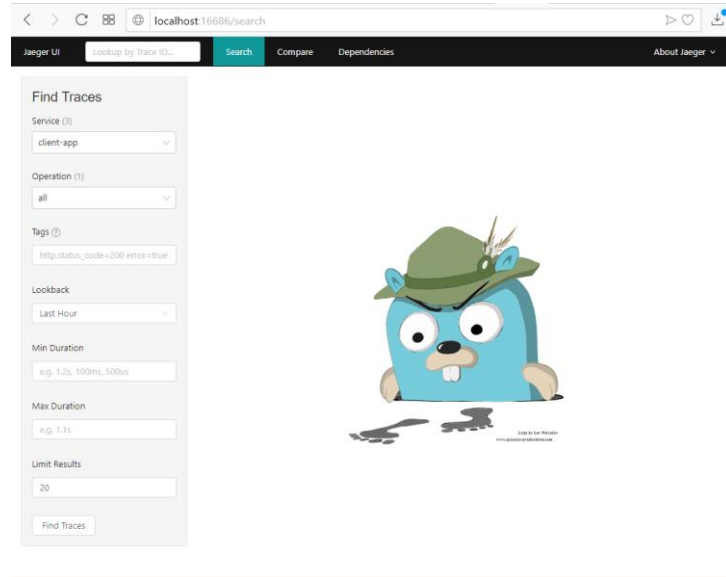 localhost:16686/search
Jaeger UI Lookup by Trace ID... Search Compare Dependencies About Jaeger
Find Traces
Service (3)
client-app
Operation (1)
all
Tags
http.status_code=200 error=true
Lookback
Last Hour
Min Duration
e.g. 1.2s, 100ms, 500us
Max Duration
e.g. 1.1s
Limit Results
20
Find Traces